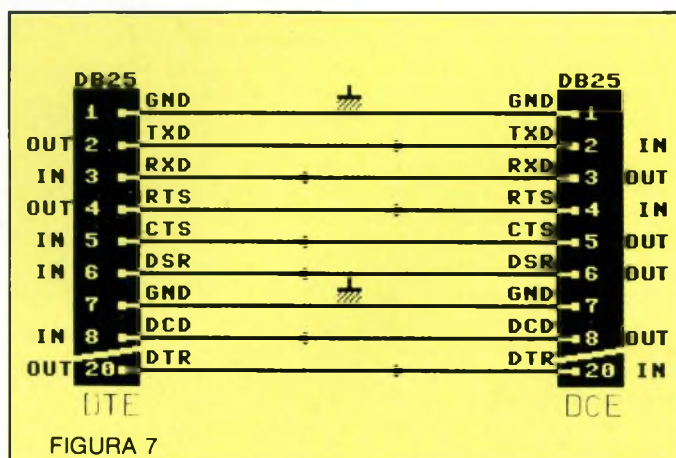 DB25 DB25
1 GND GND 1
OUT 2 TXD TXD 2 IN
IN 3 RXD RXD 3 OUT
OUT 4 RTS RTS 4 IN
IN 5 CTS CTS 5 OUT
IN 6 DSR DSR 6 OUT
7 GND GND 7
IN 8 DCD DCD 8 OUT
OUT 20 DTR DTR 20 IN
DTE DCE
FIGURA 7